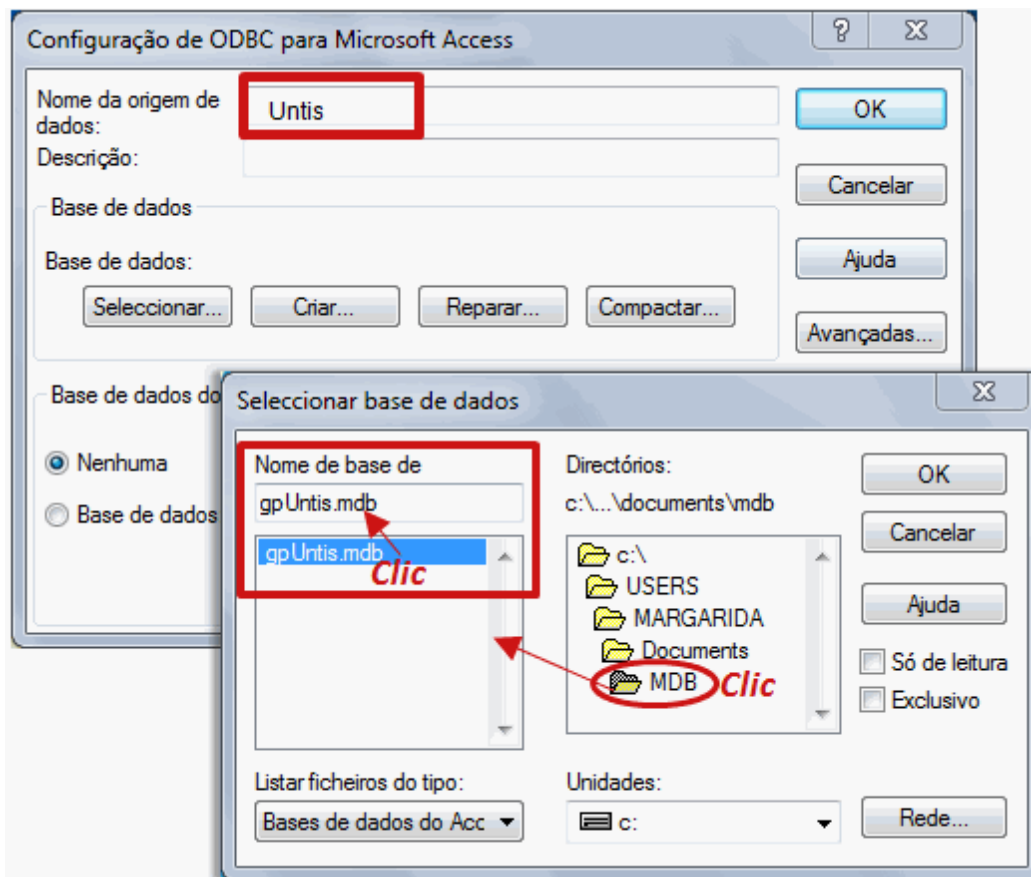 Configuração de ODBC para Microsoft Access
Nome da origem de
dados:
Untis
OK
Descrição:
Cancelar
Base de dados
Ajuda
Base de dados:
Seleccionar...
Criar...
Reparar...
Compactar...
Avançadas...
Base de dados do
Nenhuma
Base de dados
Seleccionar base de dados
Nome de base de
gpUntis.mdb
gpUntis.mdb
Clic
Directórios:
c:\...\documents\mdb
c:\
USERS
MARGARIDA
Documents
MDB
Clic
OK
Cancelar
Ajuda
Só de leitura
Exclusivo
Listar ficheiros do tipo:
Bases de dados do Acc
Unidades:
c:
Rede...